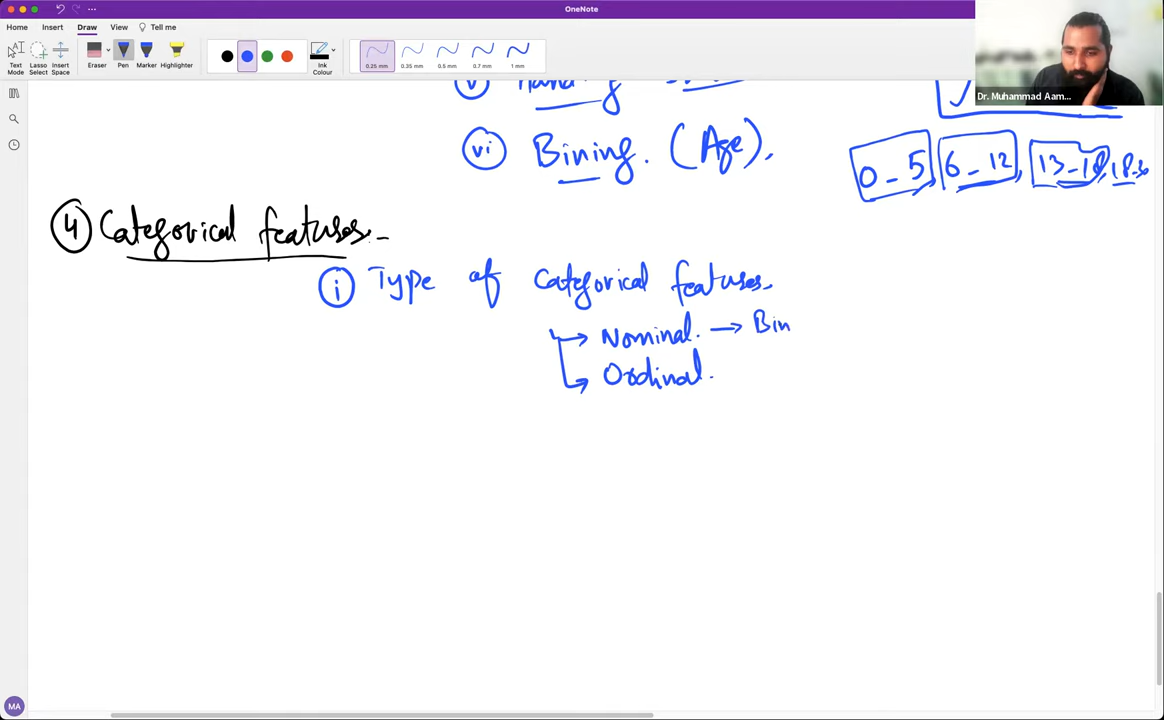 OneNote
Home Insert Draw View Tell me
Text Mode Lasso Select Insert Space Eraser Pen Marker Highlighter Ink Colour 0.25 mm 0.35 mm 0.5 mm 0.7 mm 1 mm
Dr. Muhammad Aam...
v
vi Bining. (Age),
0 - 5, 6 - 12, 13 - 18, 18-30
4 Categorical features.
i Type of Categorical features.
Nominal. → Bin
Ordinal.
MA